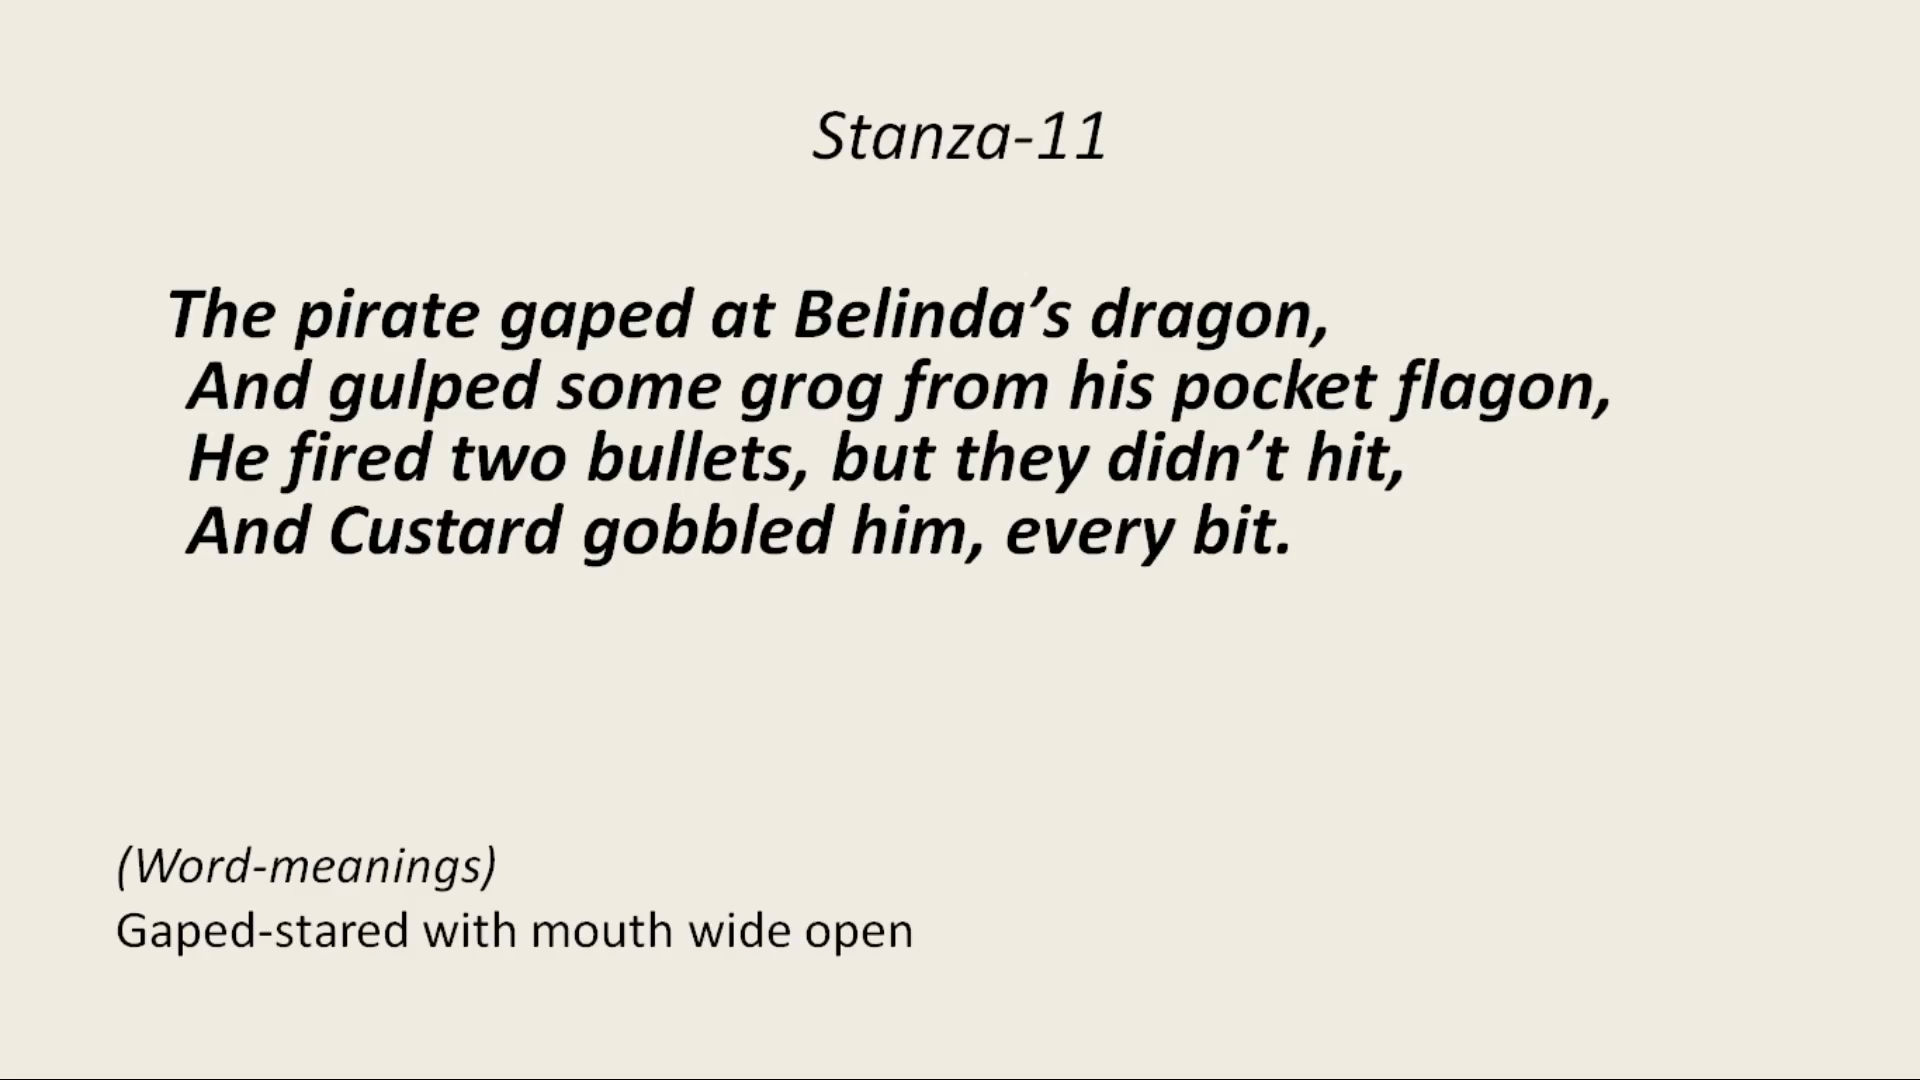 Stanza-11
The pirate gaped at Belinda’s dragon,
And gulped some grog from his pocket flagon,
He fired two bullets, but they didn’t hit,
And Custard gobbled him, every bit.
(Word-meanings)
Gaped-stared with mouth wide open